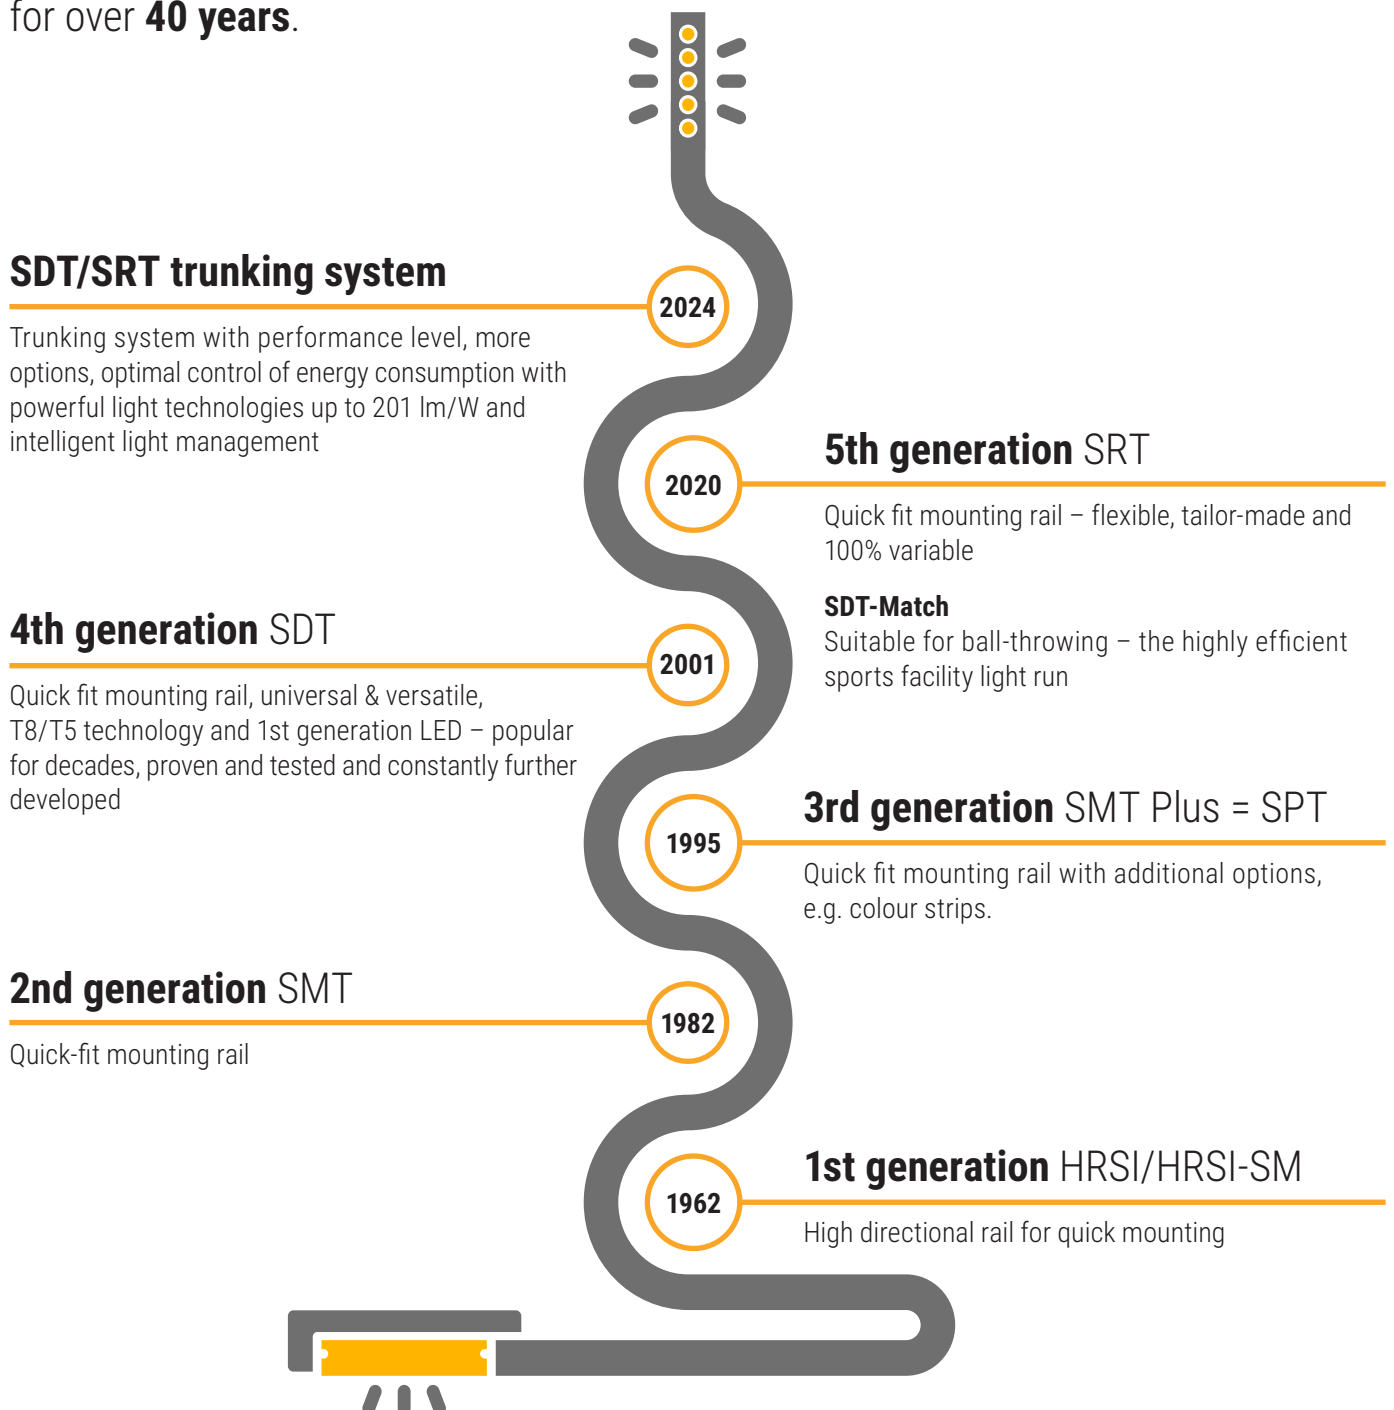 for over 40 years.
SDT/SRT trunking system
2024
Trunking system with performance level, more
options, optimal control of energy consumption with
powerful light technologies up to 201 lm/W and
intelligent light management
5th generation SRT
2020
Quick fit mounting rail – flexible, tailor-made and
100% variable
SDT-Match
Suitable for ball-throwing – the highly efficient
sports facility light run
4th generation SDT
2001
Quick fit mounting rail, universal & versatile,
T8/T5 technology and 1st generation LED – popular
for decades, proven and tested and constantly further
developed
3rd generation SMT Plus = SPT
1995
Quick fit mounting rail with additional options,
e.g. colour strips.
2nd generation SMT
1982
Quick-fit mounting rail
1st generation HRSI/HRSI-SM
1962
High directional rail for quick mounting